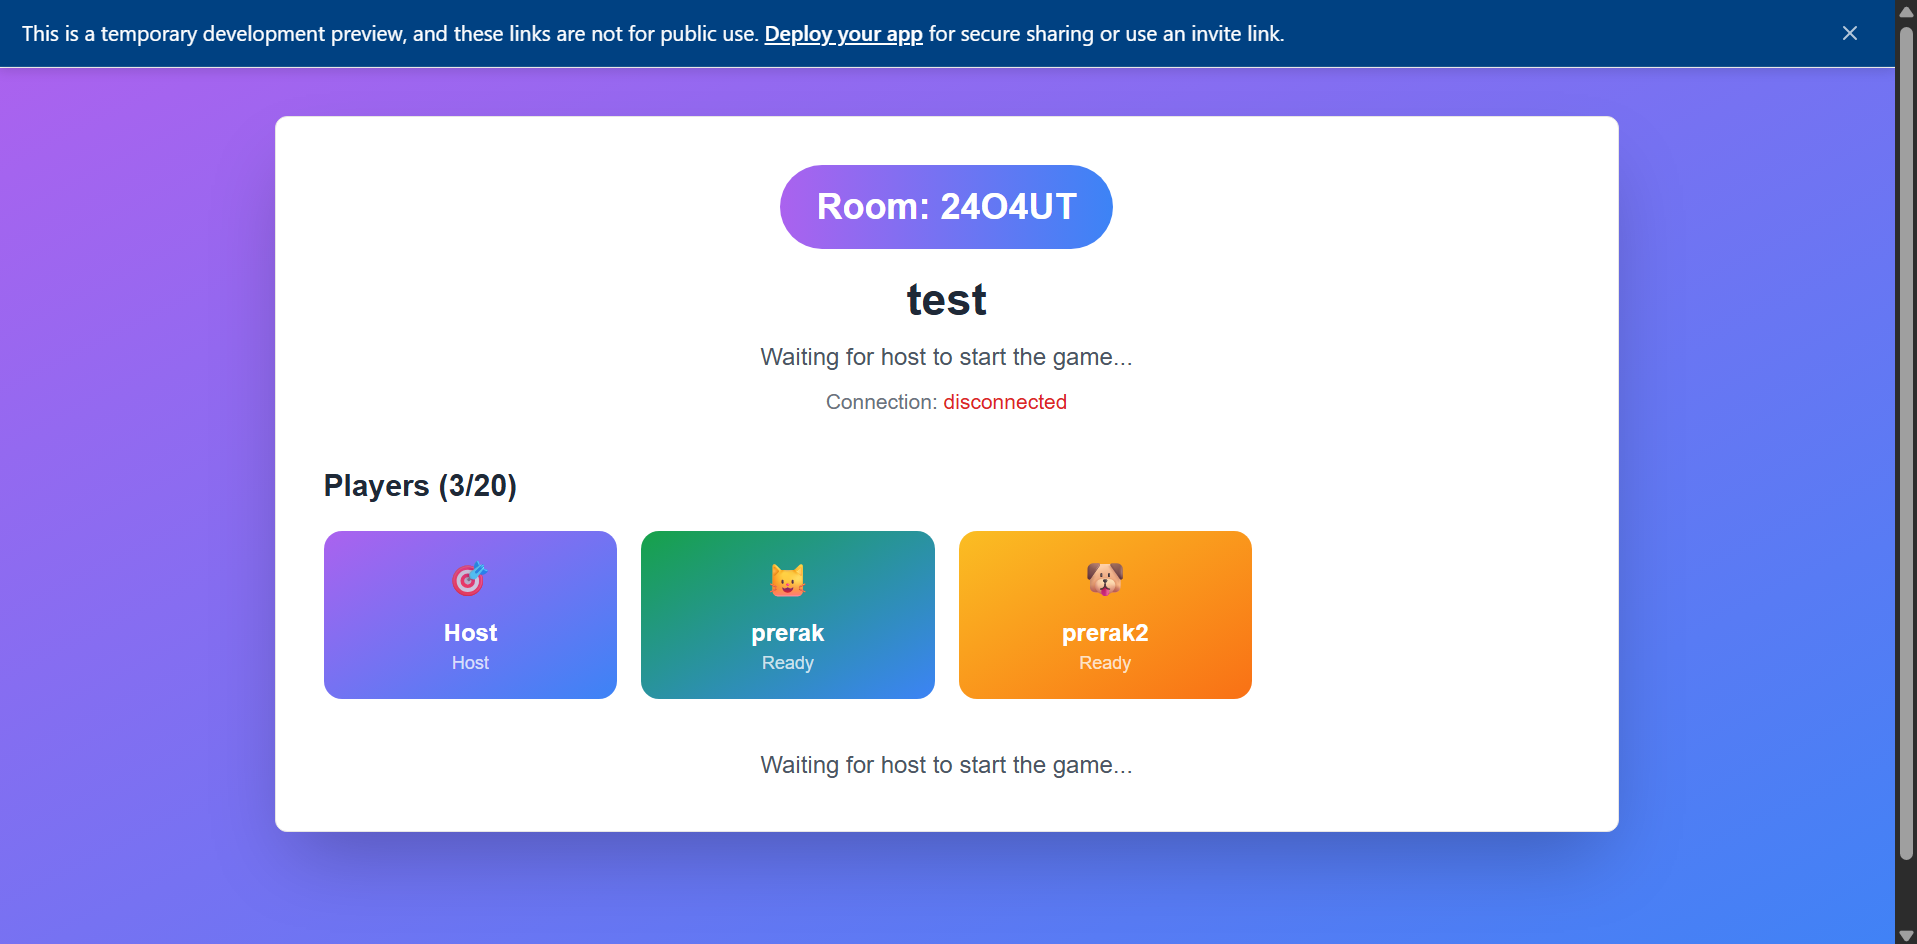 This is a temporary development preview, and these links are not for public use. Deploy your app for secure sharing or use an invite link.
Room: 24O4UT
test
Waiting for host to start the game...
Connection: disconnected
Players (3/20)
Host
Host
prerak
Ready
prerak2
Ready
Waiting for host to start the game...